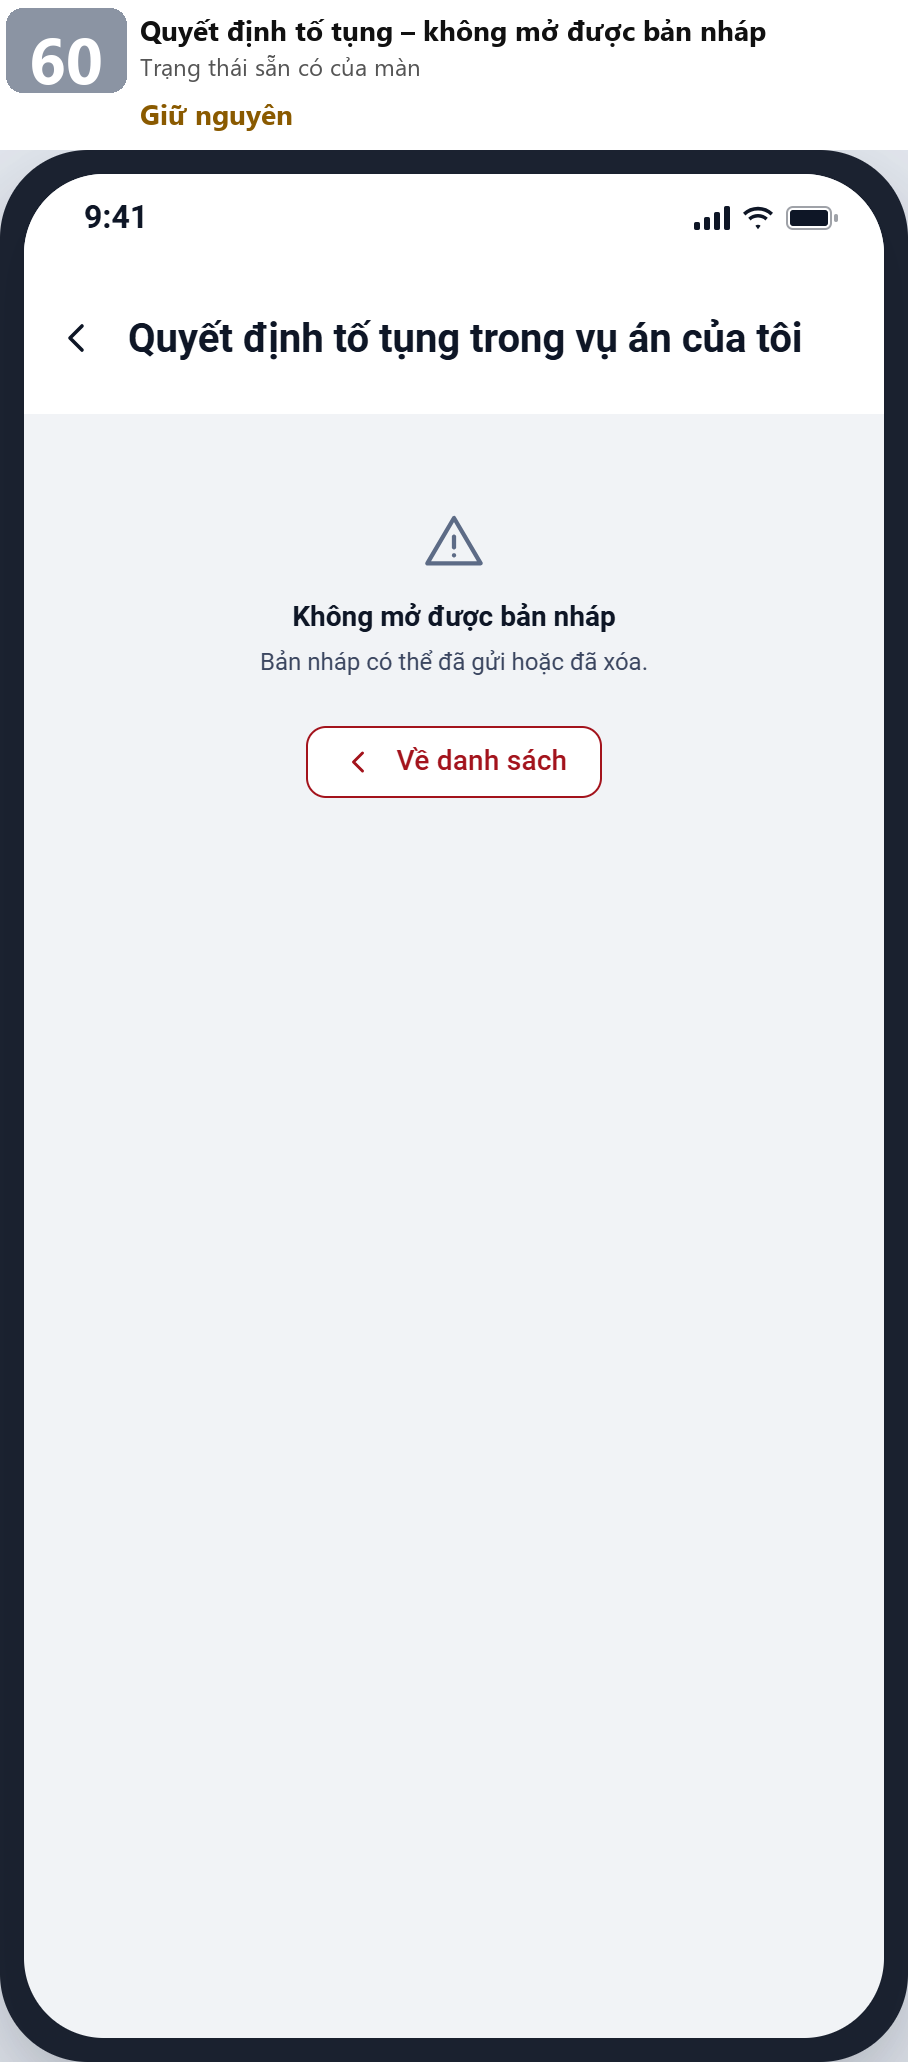 60
Quyết định tố tụng – không mở được bản nháp
Trạng thái sẵn có của màn
Giữ nguyên
9:41
Quyết định tố tụng trong vụ án của tôi
Không mở được bản nháp
Bản nháp có thể đã gửi hoặc đã xóa.
Về danh sách